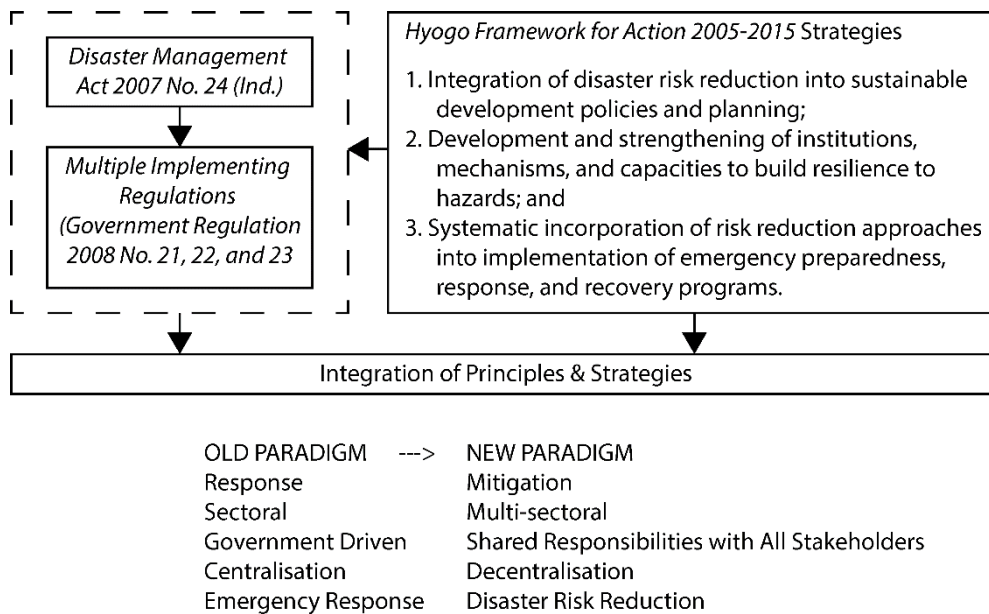 Disaster Management
Act 2007 No. 24 (Ind.)
Multiple Implementing
Regulations
(Government Regulation
2008 No. 21, 22, and 23
Hyogo Framework for Action 2005-2015 Strategies
1. Integration of disaster risk reduction into sustainable
development policies and planning;
2. Development and strengthening of institutions,
mechanisms, and capacities to build resilience to
hazards; and
3. Systematic incorporation of risk reduction approaches
into implementation of emergency preparedness,
response, and recovery programs.
Integration of Principles & Strategies
OLD PARADIGM ---> NEW PARADIGM
Response Mitigation
Sectoral Multi-sectoral
Government Driven Shared Responsibilities with All Stakeholders
Centralisation Decentralisation
Emergency Response Disaster Risk Reduction